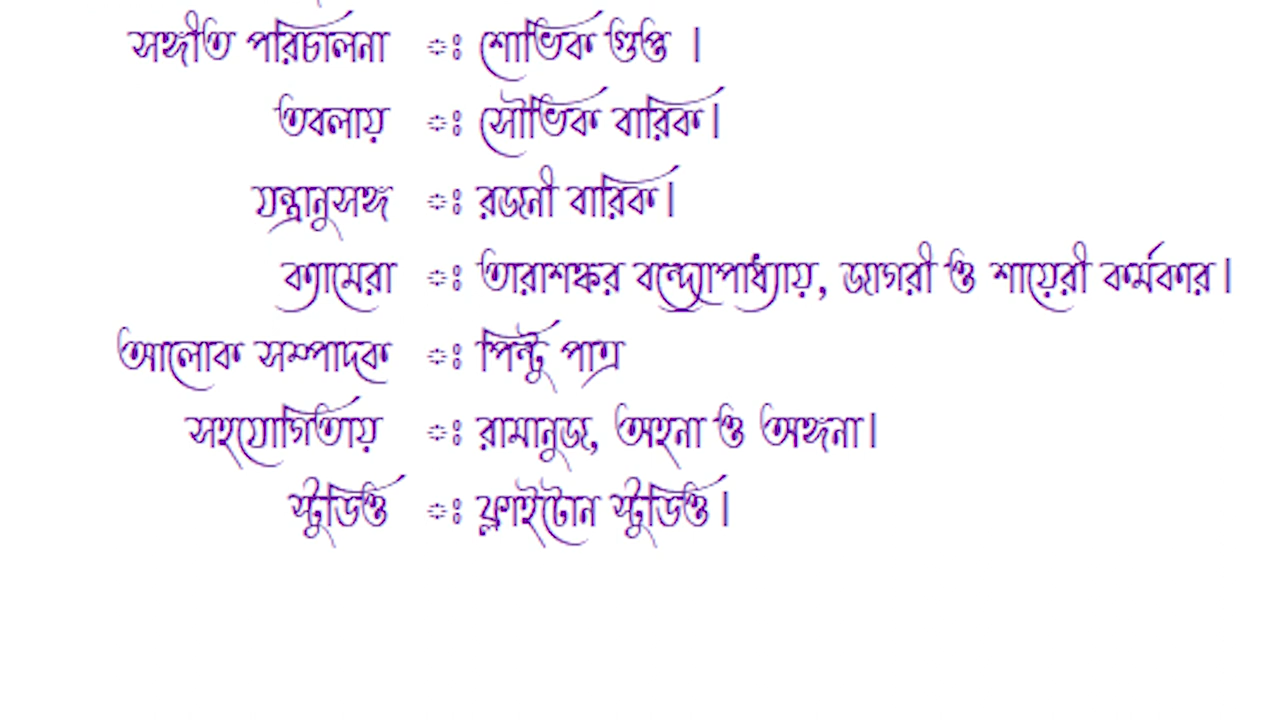 সঙ্গীত পরিচালনা ঃ শোভিক গুপ্ত ।
তবলায় ঃ সৌভিক বারিক।
যন্ত্রানুসঙ্গ ঃ রজনী বারিক।
ক্যামেরা ঃ তারাশঙ্কর বন্দ্যোপাধ্যায়, জাগরী ও শায়েরী কর্মকার।
আলোক সম্পাদক ঃ পিন্টু পাত্র
সহযোগিতায় ঃ রামানুজ, অহনা ও অঙ্গনা।
স্টুডিও ঃ ফ্লাইটোন স্টুডিও।